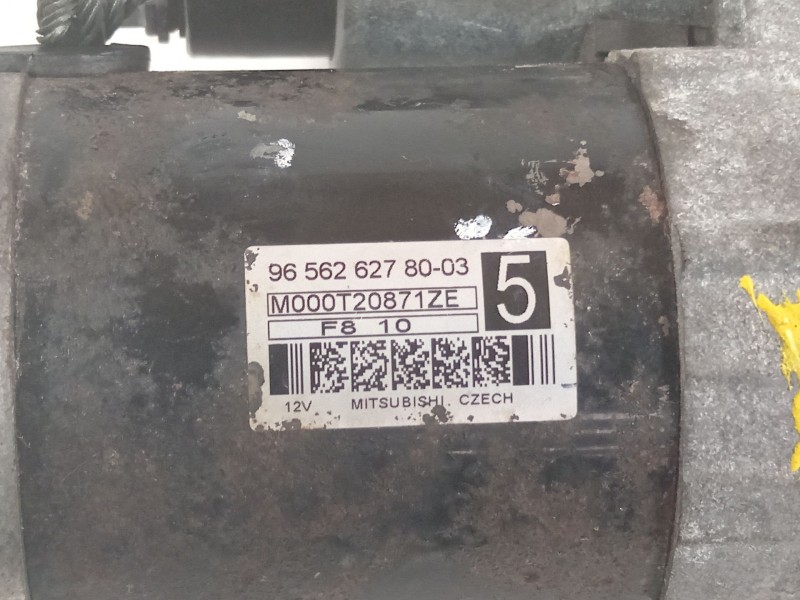 96 562 627 80-03
5
M000T20871ZE
F8 10
12V MITSUBISHI CZECH